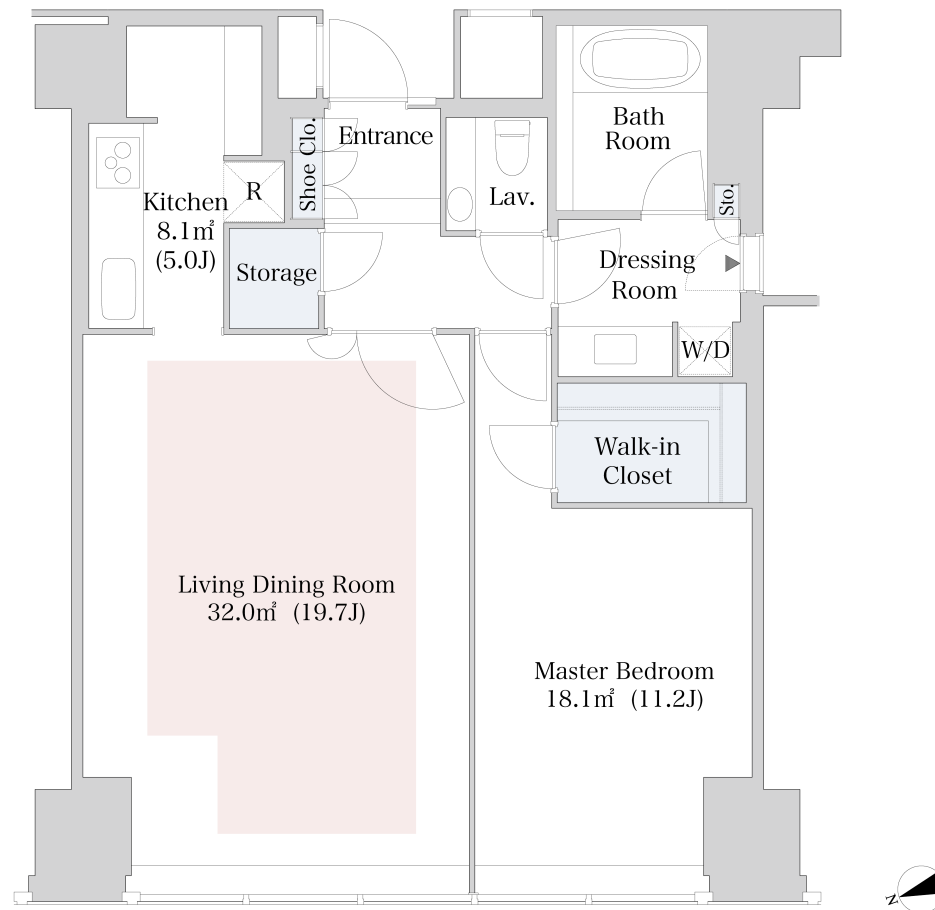 Entrance
Shoe Clo.
Bath
Room
Kitchen
8.1㎡
(5.0J)
R
Lav.
Sto.
Storage
Dressing
Room
W/D
Walk-in
Closet
Living Dining Room
32.0㎡ (19.7J)
Master Bedroom
18.1㎡ (11.2J)
N